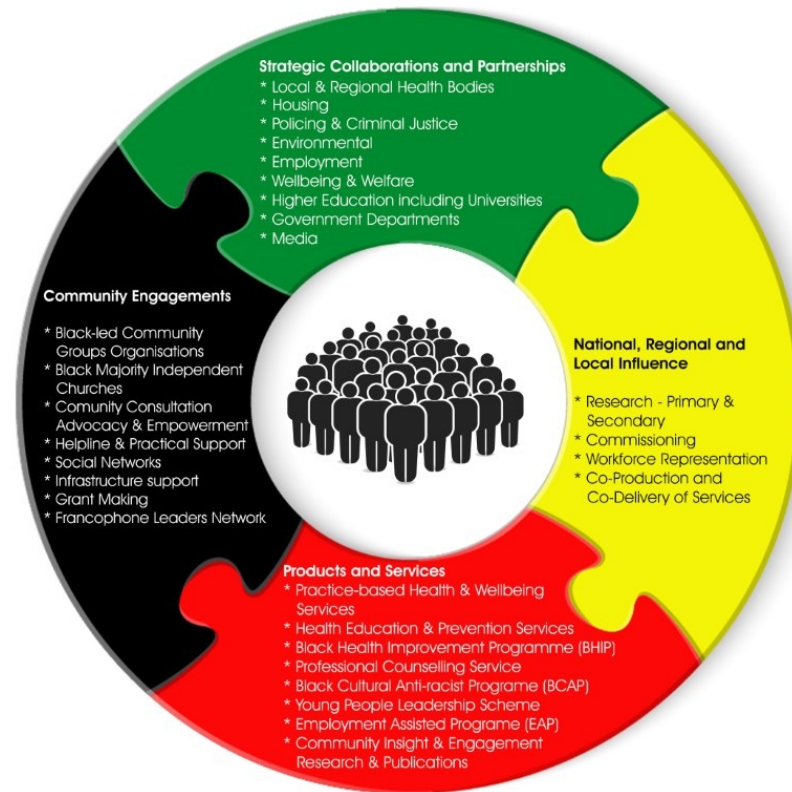 Strategic Collaborations and Partnerships
* Local & Regional Health Bodies
* Housing
* Policing & Criminal Justice
* Environmental
* Employment
* Wellbeing & Welfare
* Higher Education including Universities
* Government Departments
* Media
Community Engagements
* Black-led Community
Groups Organisations
* Black Majority Independent
Churches
* Comunity Consultation
Advocacy & Empowerment
* Helpline & Practical Support
* Social Networks
* Infrastructure support
* Grant Making
* Francophone Leaders Network
National, Regional and
Local Influence
* Research - Primary &
Secondary
* Commissioning
* Workforce Representation
* Co-Production and
Co-Delivery of Services
Products and Services
* Practice-based Health & Wellbeing
Services
* Health Education & Prevention Services
* Black Health Improvement Programme (BHIP)
* Professional Counselling Service
* Black Cultural Anti-racist Programe (BCAP)
* Young People Leadership Scheme
* Employment Assisted Programe (EAP)
* Community Insight & Engagement
Research & Publications